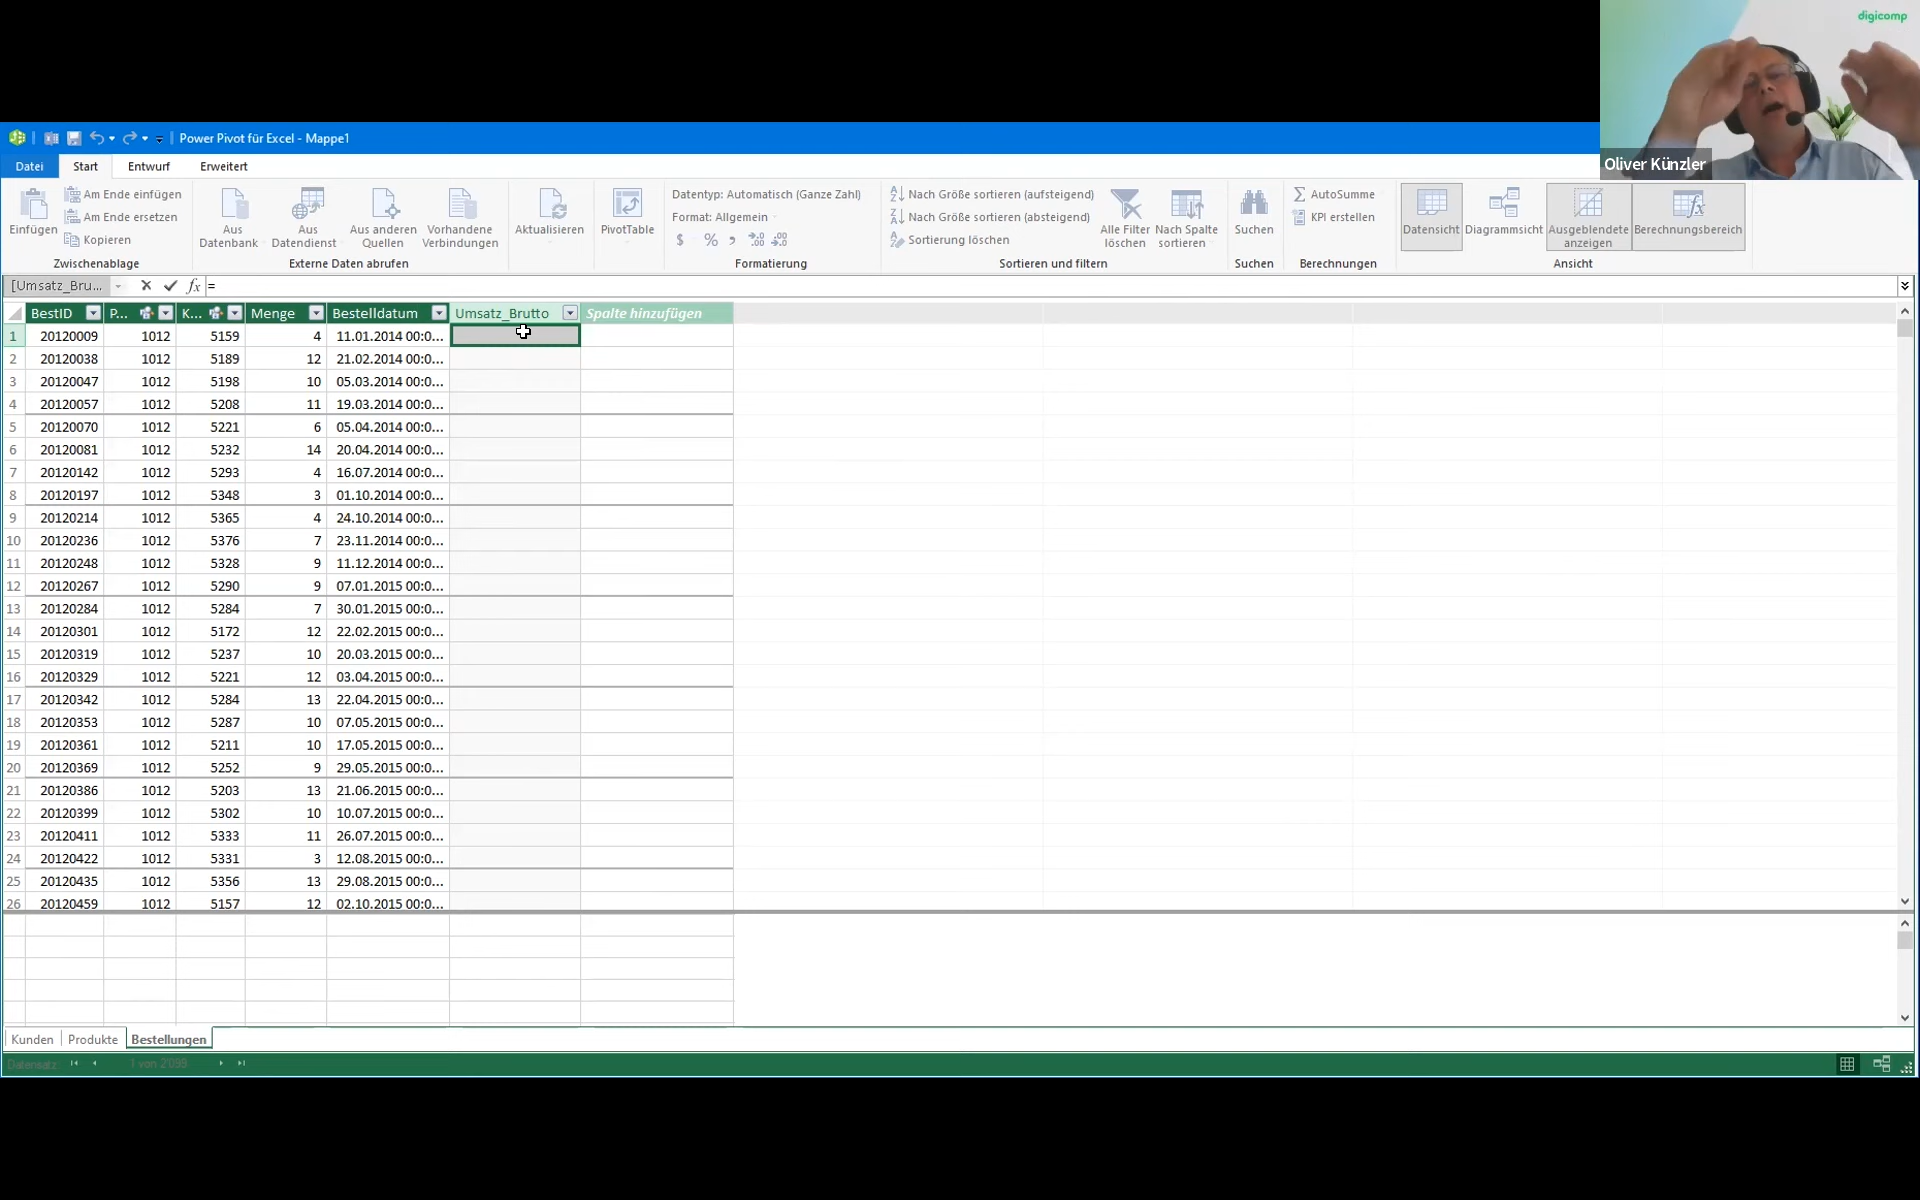 digicomp
Oliver Künzler
Power Pivot für Excel - Mappe1
Datei Start Entwurf Erweitert
Einfügen
Am Ende einfügen
Am Ende ersetzen
Kopieren
Zwischenablage
Aus Datenbank
Aus Datendienst
Aus anderen Quellen
Vorhandene Verbindungen
Externe Daten abrufen
Aktualisieren
PivotTable
Datentyp: Automatisch (Ganze Zahl)
Format: Allgemein
$ % ,
Formatierung
Nach Größe sortieren (aufsteigend)
Nach Größe sortieren (absteigend)
Sortierung löschen
Alle Filter löschen
Nach Spalte sortieren
Sortieren und filtern
Suchen
Suchen
AutoSumme
KPI erstellen
Berechnungen
Datensicht
Diagrammsicht
Ausgeblendete anzeigen
Berechnungsbereich
Ansicht
[Umsatz_Bru... fx =
BestID P... K... Menge Bestelldatum Umsatz_Brutto Spalte hinzufügen
1 20120009 1012 5159 4 11.01.2014 00:0...
2 20120038 1012 5189 12 21.02.2014 00:0...
3 20120047 1012 5198 10 05.03.2014 00:0...
4 20120057 1012 5208 11 19.03.2014 00:0...
5 20120070 1012 5221 6 05.04.2014 00:0...
6 20120081 1012 5232 14 20.04.2014 00:0...
7 20120142 1012 5293 4 16.07.2014 00:0...
8 20120197 1012 5348 3 01.10.2014 00:0...
9 20120214 1012 5365 4 24.10.2014 00:0...
10 20120236 1012 5376 7 23.11.2014 00:0...
11 20120248 1012 5328 9 11.12.2014 00:0...
12 20120267 1012 5290 9 07.01.2015 00:0...
13 20120284 1012 5284 7 30.01.2015 00:0...
14 20120301 1012 5172 12 22.02.2015 00:0...
15 20120319 1012 5237 10 20.03.2015 00:0...
16 20120329 1012 5221 12 03.04.2015 00:0...
17 20120342 1012 5284 13 22.04.2015 00:0...
18 20120353 1012 5287 10 07.05.2015 00:0...
19 20120361 1012 5211 10 17.05.2015 00:0...
20 20120369 1012 5252 9 29.05.2015 00:0...
21 20120386 1012 5203 13 21.06.2015 00:0...
22 20120399 1012 5302 10 10.07.2015 00:0...
23 20120411 1012 5333 11 26.07.2015 00:0...
24 20120422 1012 5331 3 12.08.2015 00:0...
25 20120435 1012 5356 13 29.08.2015 00:0...
26 20120459 1012 5157 12 02.10.2015 00:0...
Kunden Produkte Bestellungen
Datensatz: 1 von 2'099